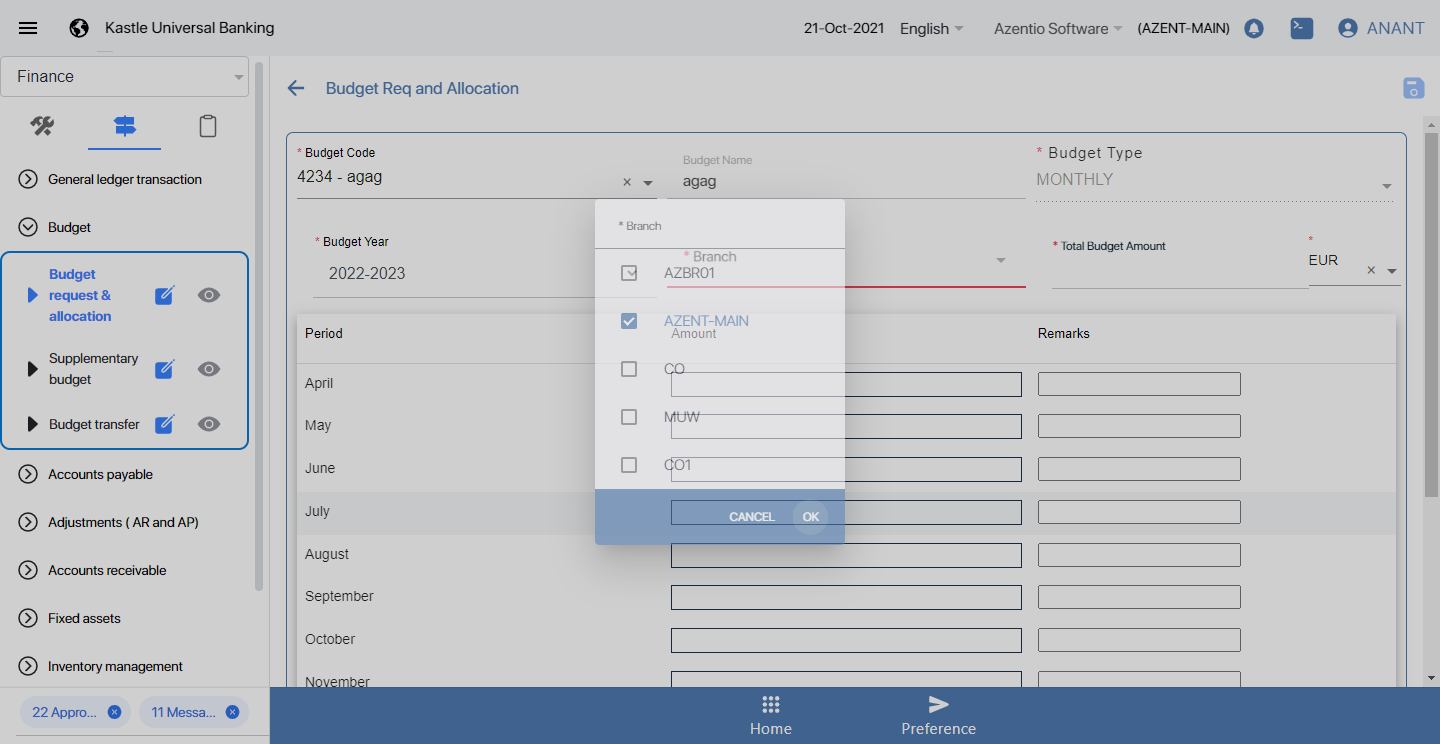 Kastle Universal Banking
21-Oct-2021
English
Azentio Software
(AZENT-MAIN)
ANANT
Finance
General ledger transaction
Budget
Budget
request &
allocation
Supplementary
budget
Budget transfer
Accounts payable
Adjustments ( AR and AP)
Accounts receivable
Fixed assets
Inventory management
22 Appro...
11 Messa...
Budget Req and Allocation
* Budget Code
4234 - agag
Budget Name
agag
* Budget Type
MONTHLY
* Budget Year
2022-2023
* Branch
* Total Budget Amount
*
EUR
Period
Amount
Remarks
April
May
June
July
August
September
October
November
* Branch
AZBR01
AZENT-MAIN
CO
MUW
CO1
CANCEL
OK
Home
Preference